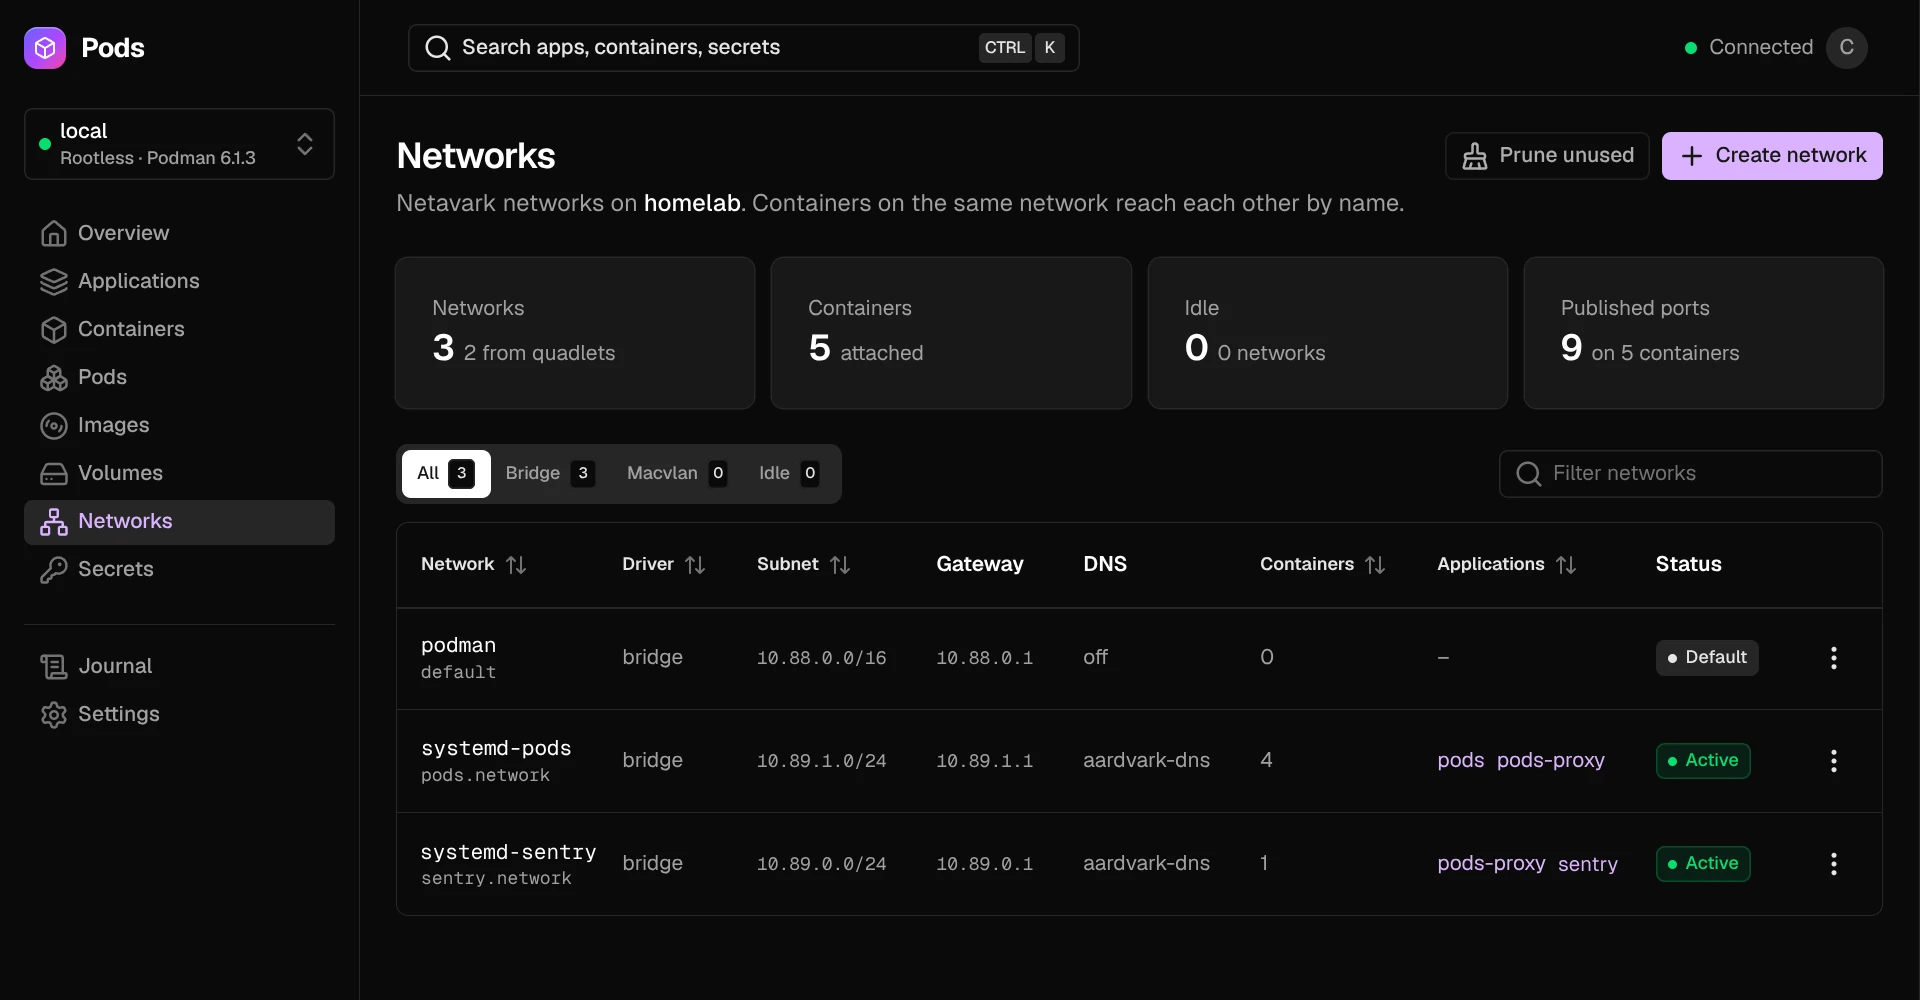 Pods
Search apps, containers, secrets CTRL K
Connected C
local
Rootless · Podman 6.1.3
Overview
Applications
Containers
Pods
Images
Volumes
Networks
Secrets
Journal
Settings
Networks
Prune unused
Create network
Netavark networks on homelab. Containers on the same network reach each other by name.
Networks
3 2 from quadlets
Containers
5 attached
Idle
0 0 networks
Published ports
9 on 5 containers
All 3 Bridge 3 Macvlan 0 Idle 0
Filter networks
Network Driver Subnet Gateway DNS Containers Applications Status
podman
default
bridge 10.88.0.0/16 10.88.0.1 off 0 – Default
systemd-pods
pods.network
bridge 10.89.1.0/24 10.89.1.1 aardvark-dns 4 pods pods-proxy Active
systemd-sentry
sentry.network
bridge 10.89.0.0/24 10.89.0.1 aardvark-dns 1 pods-proxy sentry Active